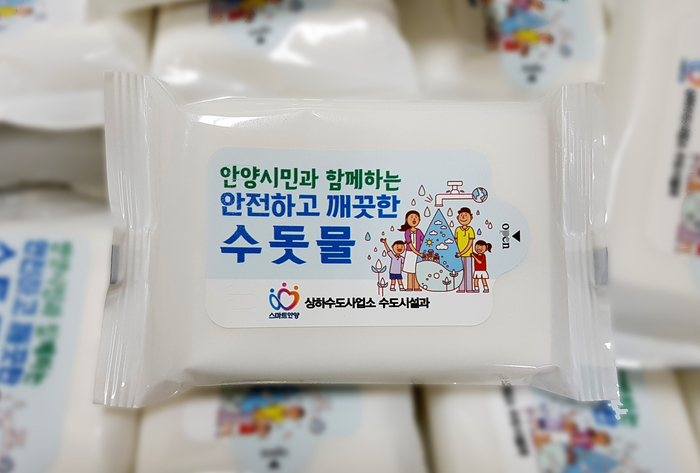 안양시민과 함께하는
안전하고 깨끗한
수돗물
Open
스마트안양
상하수도사업소 수도시설과